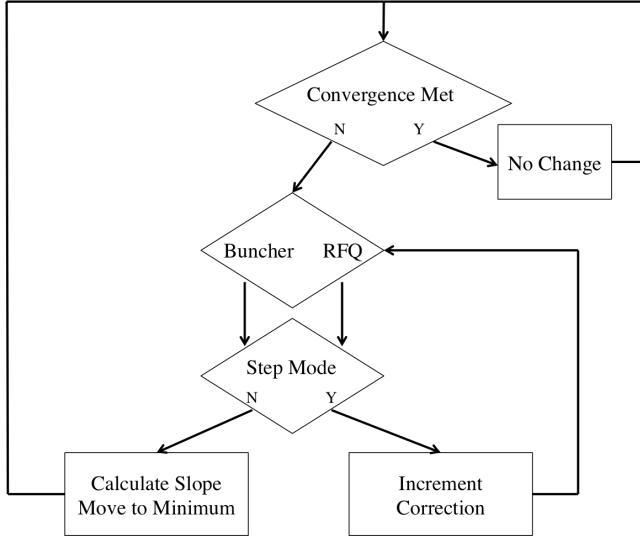 Convergence Met
N Y
No Change
Buncher RFQ
Step Mode
N Y
Calculate Slope
Move to Minimum
Increment
Correction